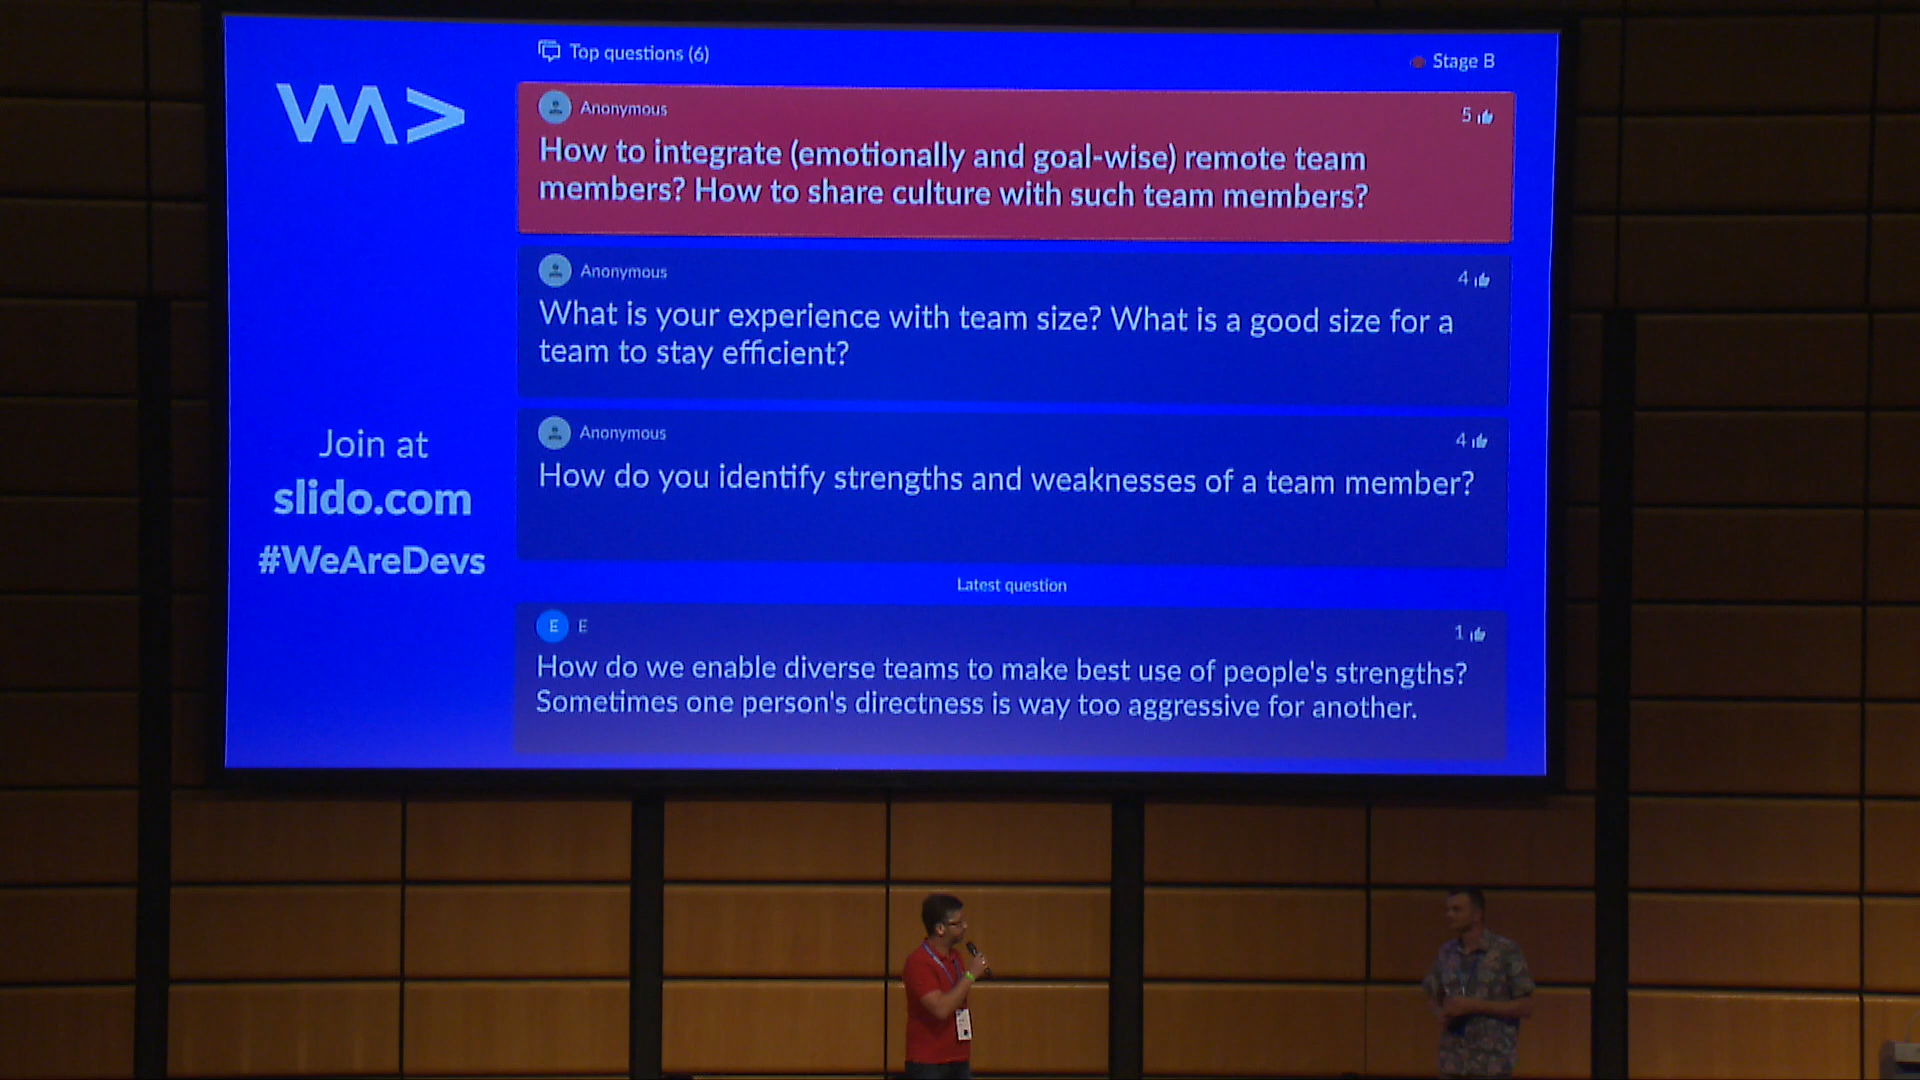 Top questions (6)
Stage B
WA>
Anonymous
5
How to integrate (emotionally and goal-wise) remote team
members? How to share culture with such team members?
Anonymous
4
What is your experience with team size? What is a good size for a
team to stay efficient?
Anonymous
4
How do you identify strengths and weaknesses of a team member?
Join at
slido.com
#WeAreDevs
Latest question
E E
1
How do we enable diverse teams to make best use of people's strengths?
Sometimes one person's directness is way too aggressive for another.